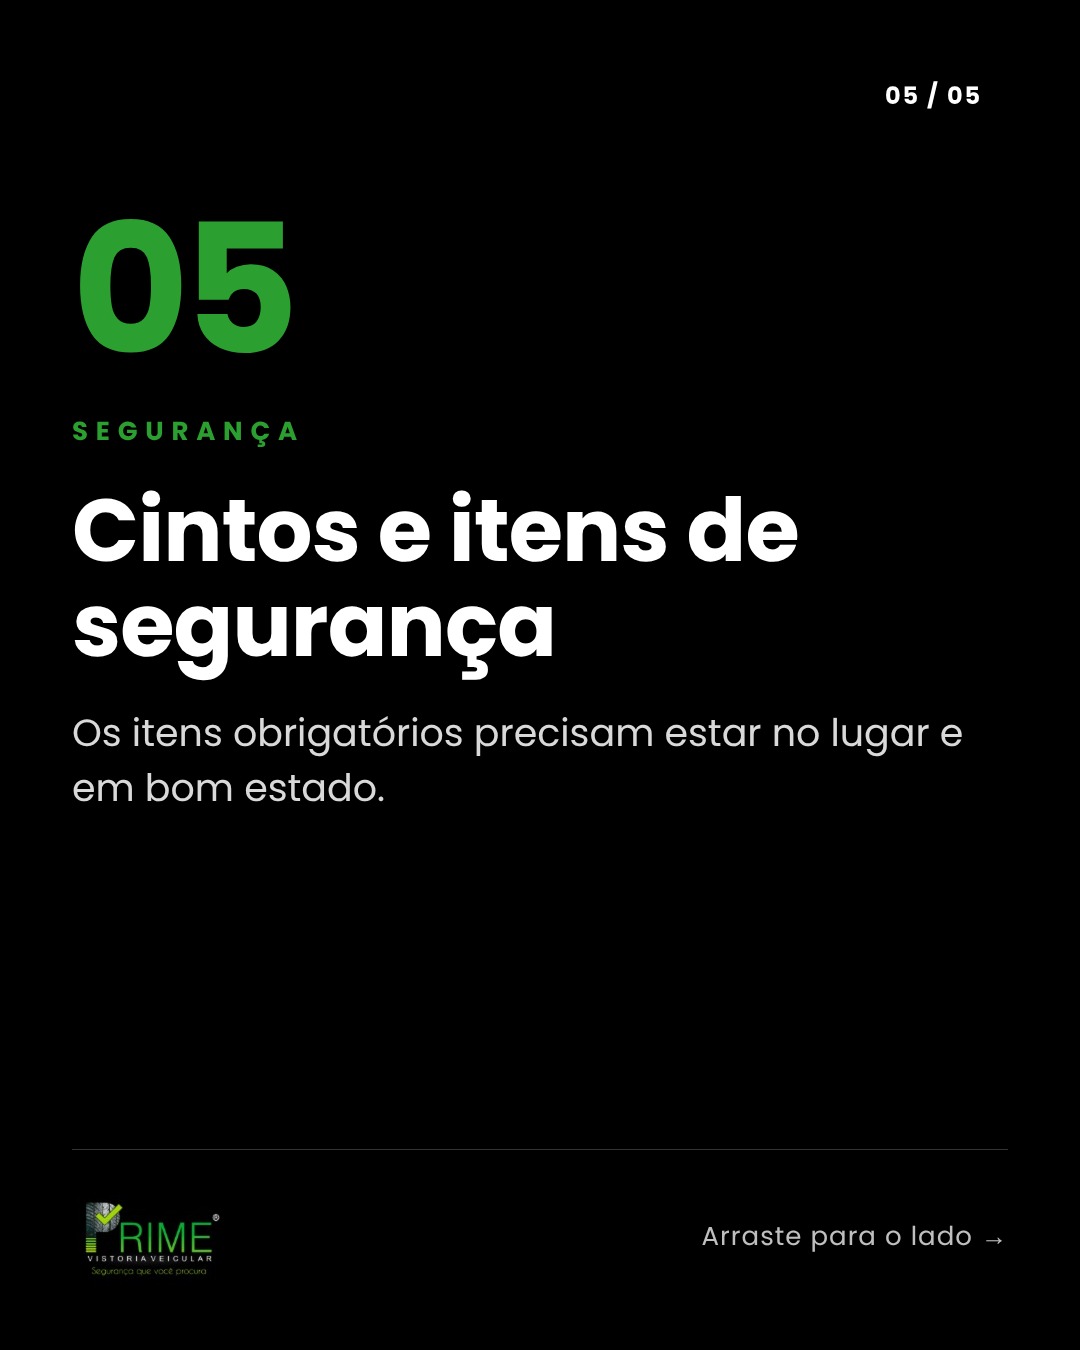 05 / 05
05
SEGURANÇA
Cintos e itens de
segurança
Os itens obrigatórios precisam estar no lugar e
em bom estado.
PRIME®
VISTORIA VEICULAR
Segurança que você procura
Arraste para o lado →